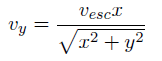 v_y = \frac{v_{esc} x}{\sqrt{x^2 + y^2}}